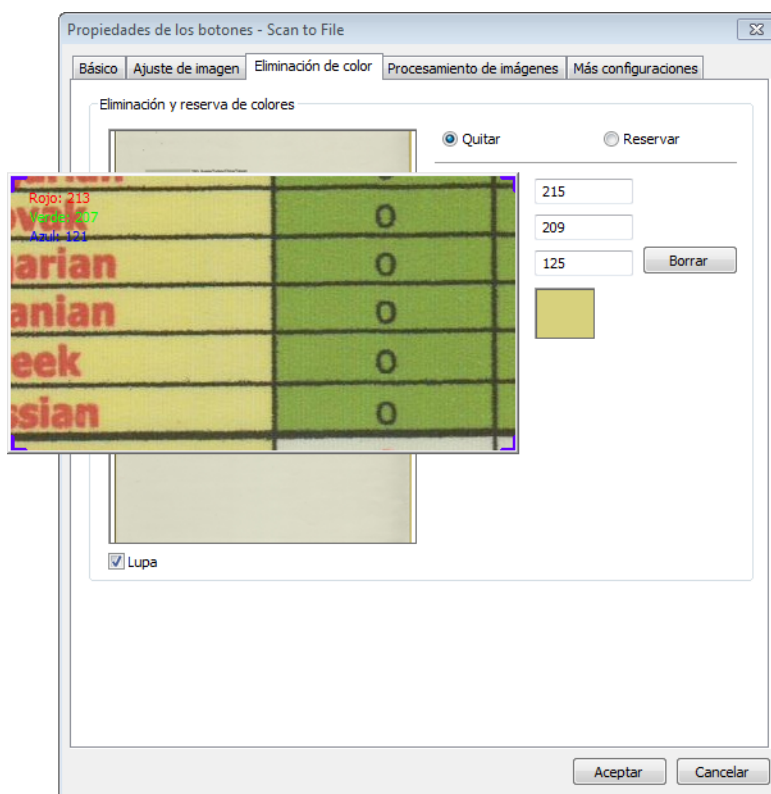 Propiedades de los botones - Scan to File
Básico Ajuste de imagen Eliminación de color Procesamiento de imágenes Más configuraciones
Eliminación y reserva de colores
Quitar Reservar
Rojo: 213
Verde: 207
Azul: 121
215
209
125
Borrar
ovak 0
arian 0
anian 0
eek 0
ssian 0
Lupa
Aceptar Cancelar